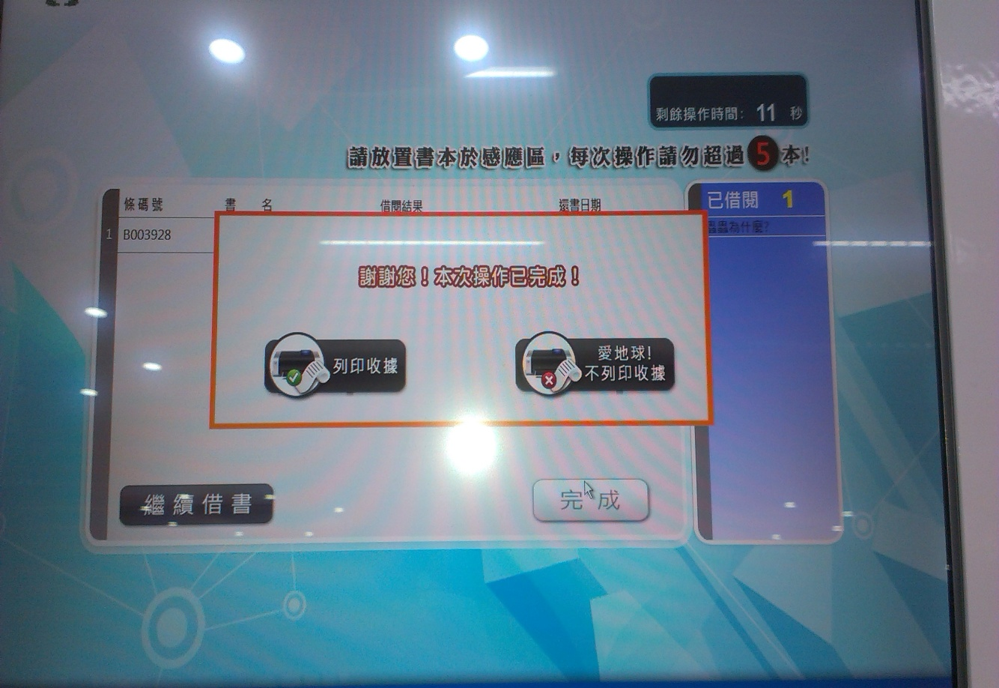 剩餘操作時間: 11 秒
請放置書本於感應區,每次操作請勿超過5本!
條碼號 書 名 借閱結果 還書日期
已借閱 1
1 B003928
為什麼?
謝謝您!本次操作已完成!
列印收據
愛地球!
不列印收據
繼續借書
完成